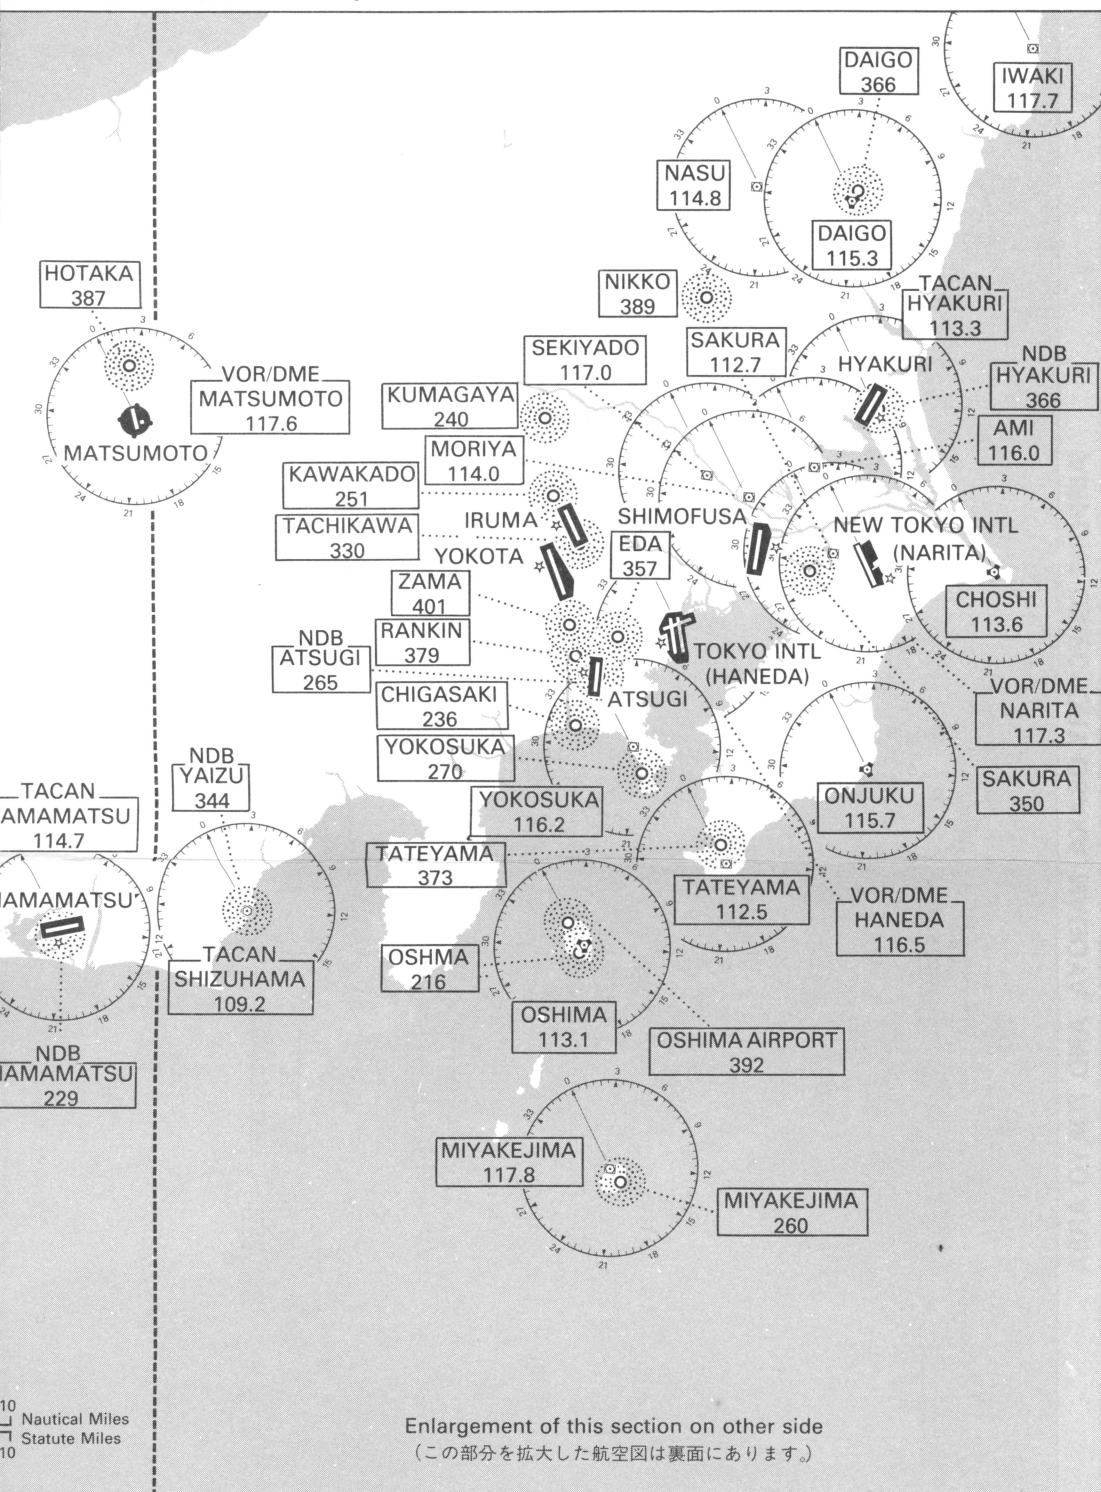 DAIGO
366
IWAKI
117.7
NASU
114.8
DAIGO
115.3
HOTAKA
387
NIKKO
389
TACAN
HYAKURI
113.3
SEKIYADO
117.0
SAKURA
112.7
HYAKURI
NDB
HYAKURI
366
VOR/DME
MATSUMOTO
117.6
KUMAGAYA
240
AMI
116.0
MATSUMOTO
MORIYA
114.0
KAWAKADO
251
IRUMA
SHIMOFUSA
NEW TOKYO INTL
(NARITA)
TACHIKAWA
330
YOKOTA
EDA
357
ZAMA
401
CHOSHI
113.6
RANKIN
379
NDB
ATSUGI
265
TOKYO INTL
(HANEDA)
ATSUGI
CHIGASAKI
236
VOR/DME
NARITA
117.3
YOKOSUKA
270
NDB
YAIZU
344
SAKURA
350
TACAN
AMAMATSU
114.7
YOKOSUKA
116.2
ONJUKU
115.7
TATEYAMA
373
TATEYAMA
112.5
VOR/DME
HANEDA
116.5
HAMAMATSU
TACAN
SHIZUHAMA
109.2
OSHMA
216
OSHIMA
113.1
OSHIMA AIRPORT
392
NDB
HAMAMATSU
229
MIYAKEJIMA
117.8
MIYAKEJIMA
260
10
Nautical Miles
Statute Miles
10
Enlargement of this section on other side
(この部分を拡大した航空図は裏面にあります。)